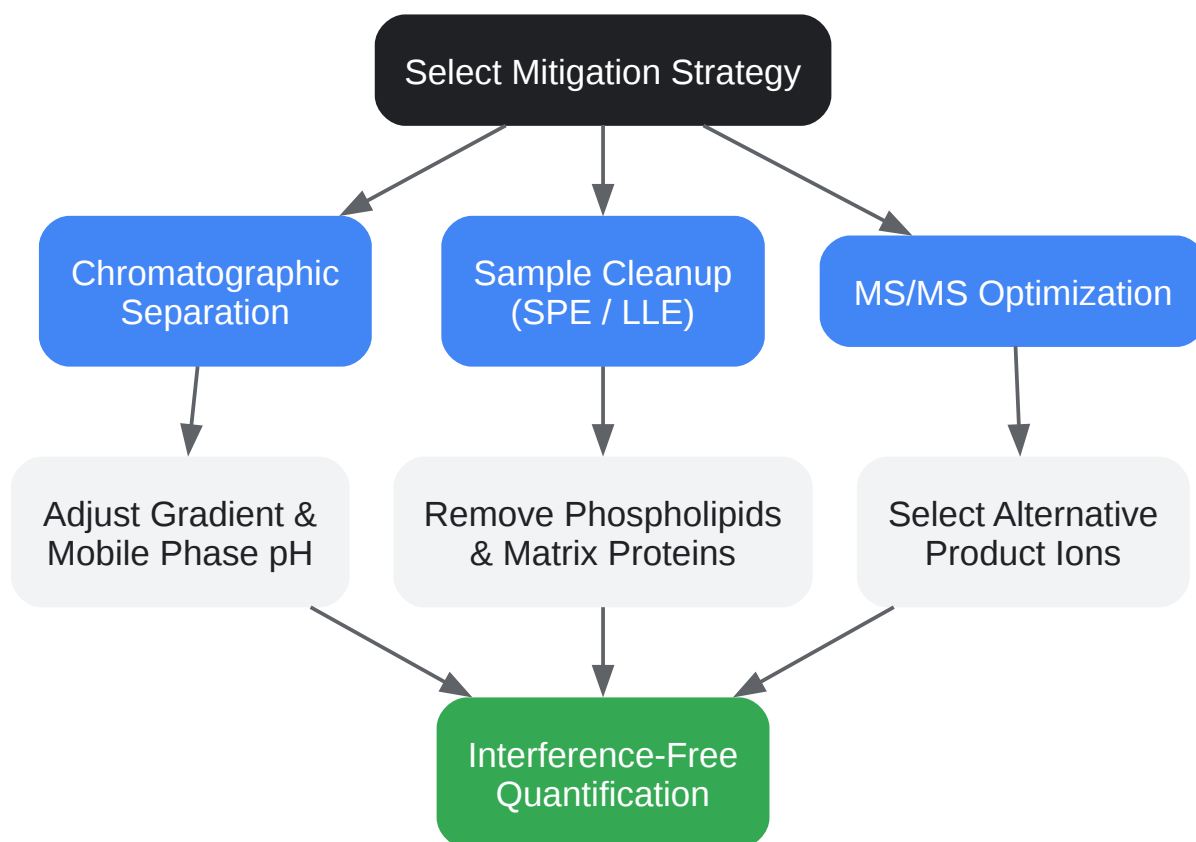 Select Mitigation Strategy
Chromatographic
Separation
Sample Cleanup
(SPE / LLE)
MS/MS Optimization
Adjust Gradient &
Mobile Phase pH
Remove Phospholipids
& Matrix Proteins
Select Alternative
Product Ions
Interference-Free
Quantification